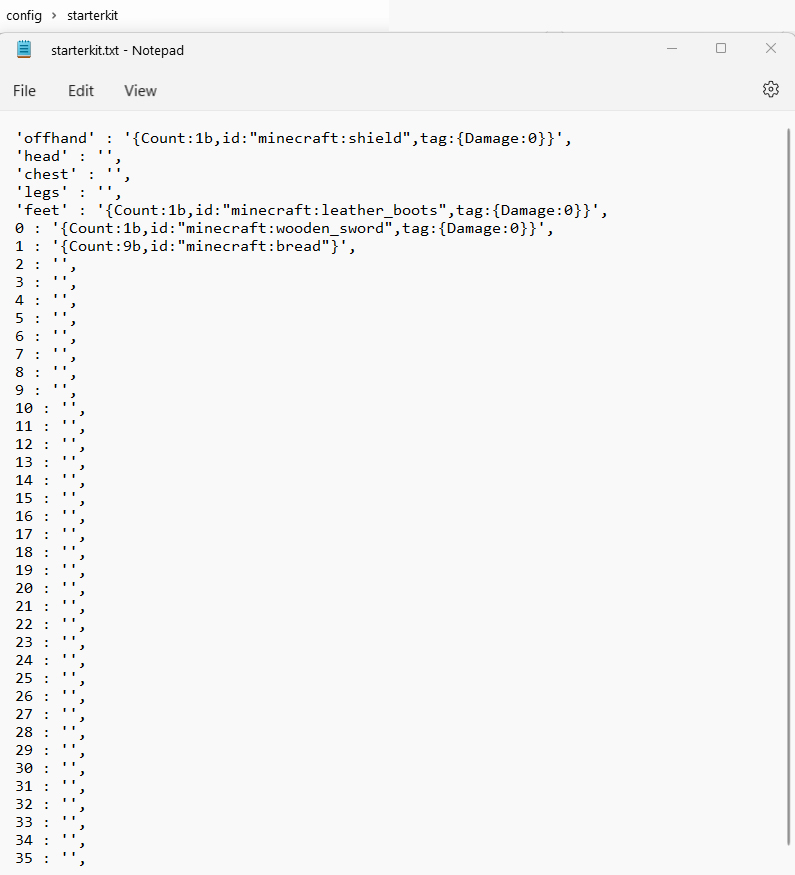 config > starterkit
starterkit.txt - Notepad
File Edit View
'offhand' : '{Count:1b,id:"minecraft:shield",tag:{Damage:0}}',
'head' : '',
'chest' : '',
'legs' : '',
'feet' : '{Count:1b,id:"minecraft:leather_boots",tag:{Damage:0}}',
0 : '{Count:1b,id:"minecraft:wooden_sword",tag:{Damage:0}}',
1 : '{Count:9b,id:"minecraft:bread"}',
2 : '',
3 : '',
4 : '',
5 : '',
6 : '',
7 : '',
8 : '',
9 : '',
10 : '',
11 : '',
12 : '',
13 : '',
14 : '',
15 : '',
16 : '',
17 : '',
18 : '',
19 : '',
20 : '',
21 : '',
22 : '',
23 : '',
24 : '',
25 : '',
26 : '',
27 : '',
28 : '',
29 : '',
30 : '',
31 : '',
32 : '',
33 : '',
34 : '',
35 : '',